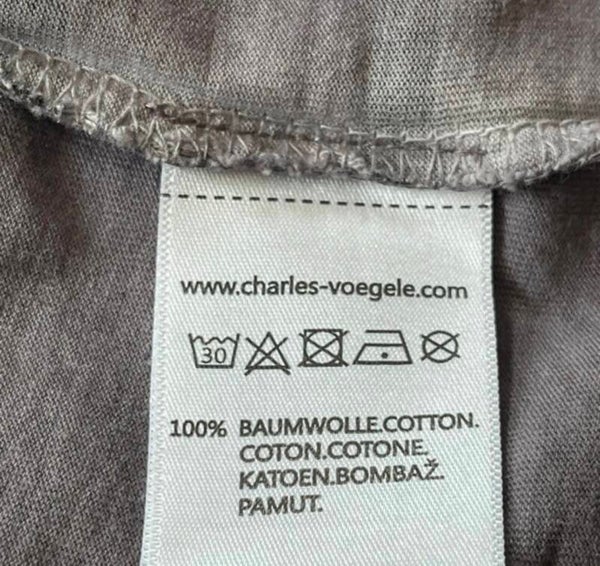 www.charles-voegele.com
30
100% BAUMWOLLE.COTTON.
COTON.COTONE.
KATOEN.BOMBAŽ.
PAMUT.